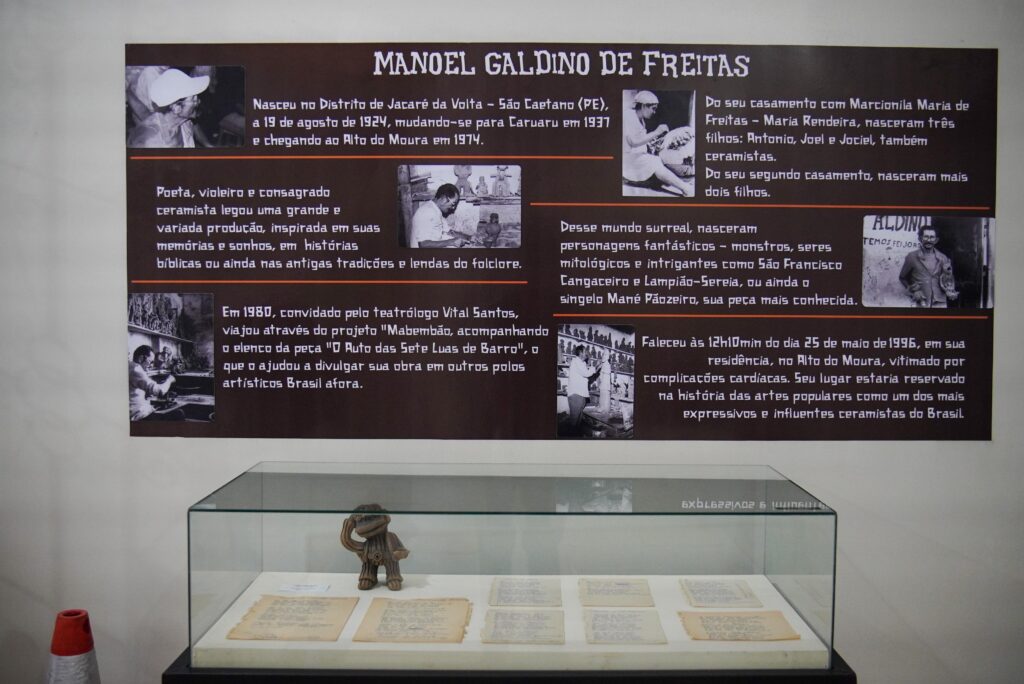 MANOEL GALDINO DE FREITAS
Nasceu no Distrito de Jacaré da Volta – São Caetano (PE),
a 19 de agosto de 1924, mudando-se para Caruaru em 1937
e chegando ao Alto do Moura em 1974.
Poeta, violeiro e consagrado
ceramista legou uma grande e
variada produção, inspirada em suas
memórias e sonhos, em histórias
bíblicas ou ainda nas antigas tradições e lendas do folclore.
Em 1980, convidado pelo teatrólogo Vital Santos,
viajou através do projeto "Mabembão, acompanhando
o elenco da peça "O Auto das Sete Luas de Barro", o
que o ajudou a divulgar sua obra em outros polos
artísticos Brasil afora.
Do seu casamento com Marcionila Maria de
Freitas – Maria Rendeira, nasceram três
filhos: Antonio, Joel e Jociel, também
ceramistas.
Do seu segundo casamento, nasceram mais
dois filhos.
Desse mundo surreal, nasceram
personagens fantásticos – monstros, seres
mitológicos e intrigantes como São Francisco
Cangaceiro e Lampião-Sereia, ou ainda o
singelo Mané Pãozeiro, sua peça mais conhecida.
ALDINO
TEMOS FEIJOA
Faleceu às 12h10min do dia 25 de maio de 1996, em sua
residência, no Alto do Moura, vitimado por
complicações cardíacas. Seu lugar estaria reservado
na história das artes populares como um dos mais
expressivos e influentes ceramistas do Brasil.